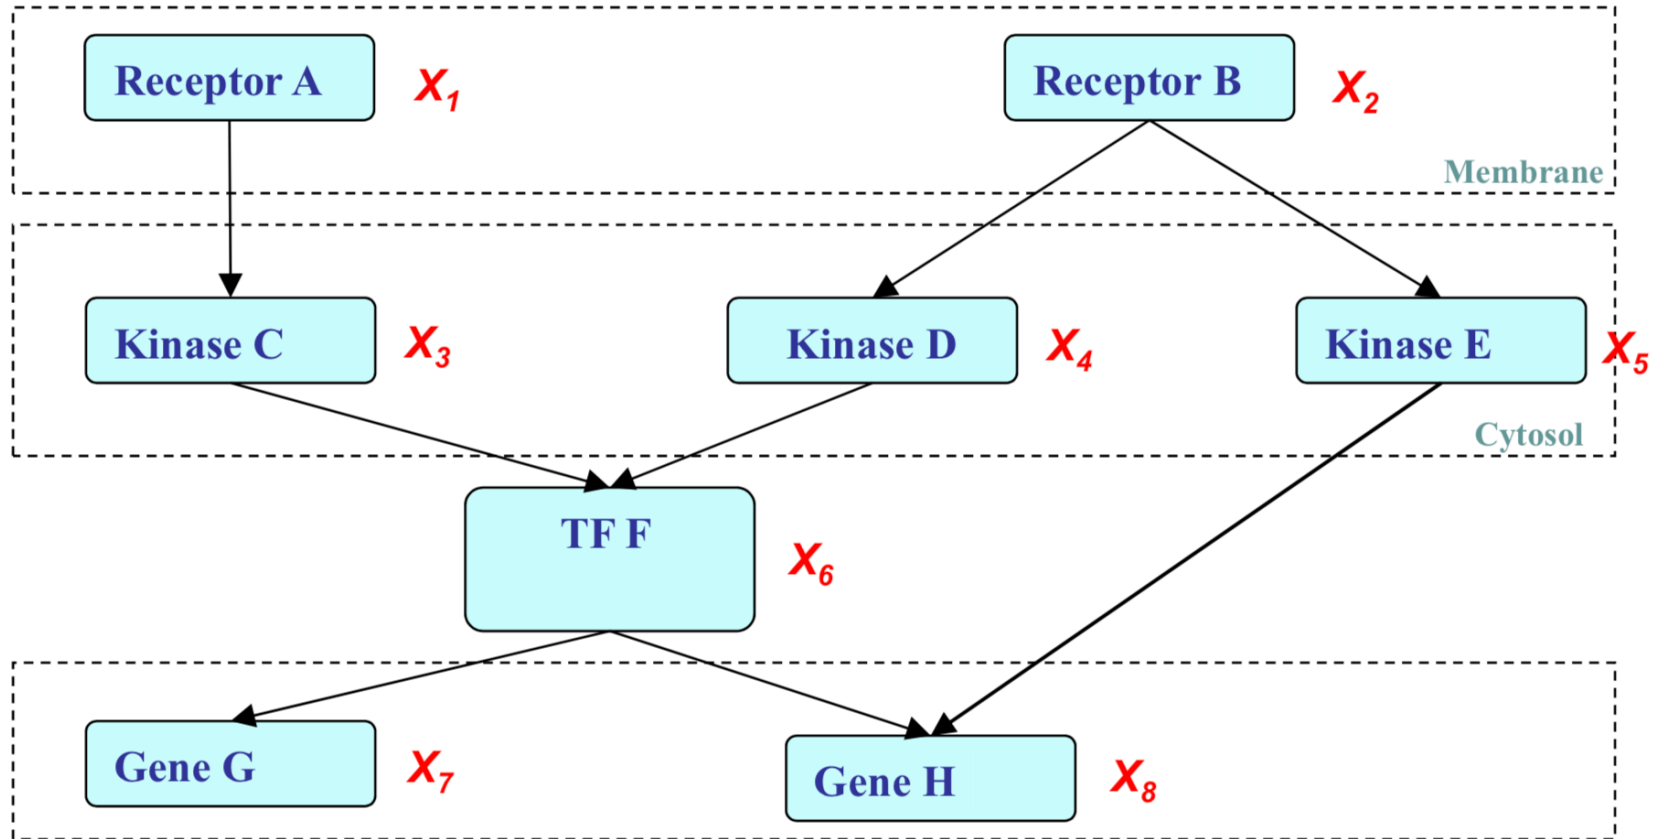 Receptor A
X1
Receptor B
X2
Membrane
Kinase C
X3
Kinase D
X4
Kinase E
X5
Cytosol
TF F
X6
Gene G
X7
Gene H
X8